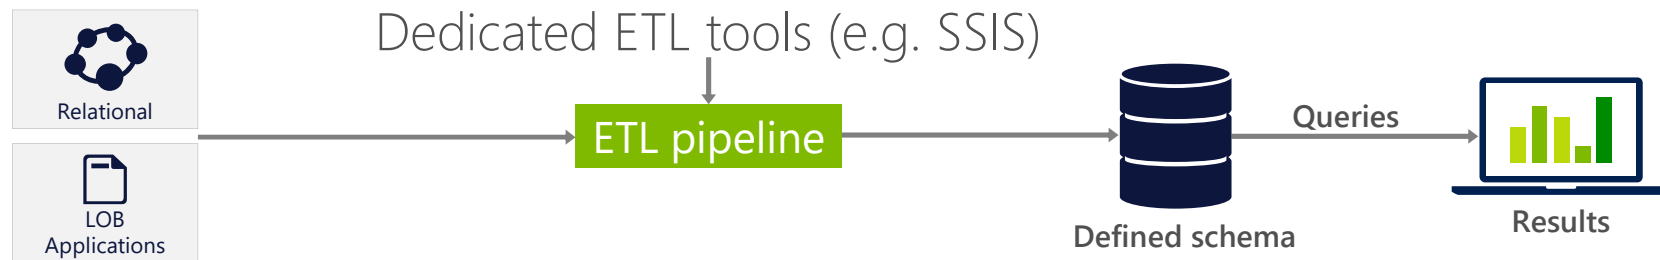 Dedicated ETL tools (e.g. SSIS)
Relational
ETL pipeline
Queries
LOB
Applications
Defined schema
Results